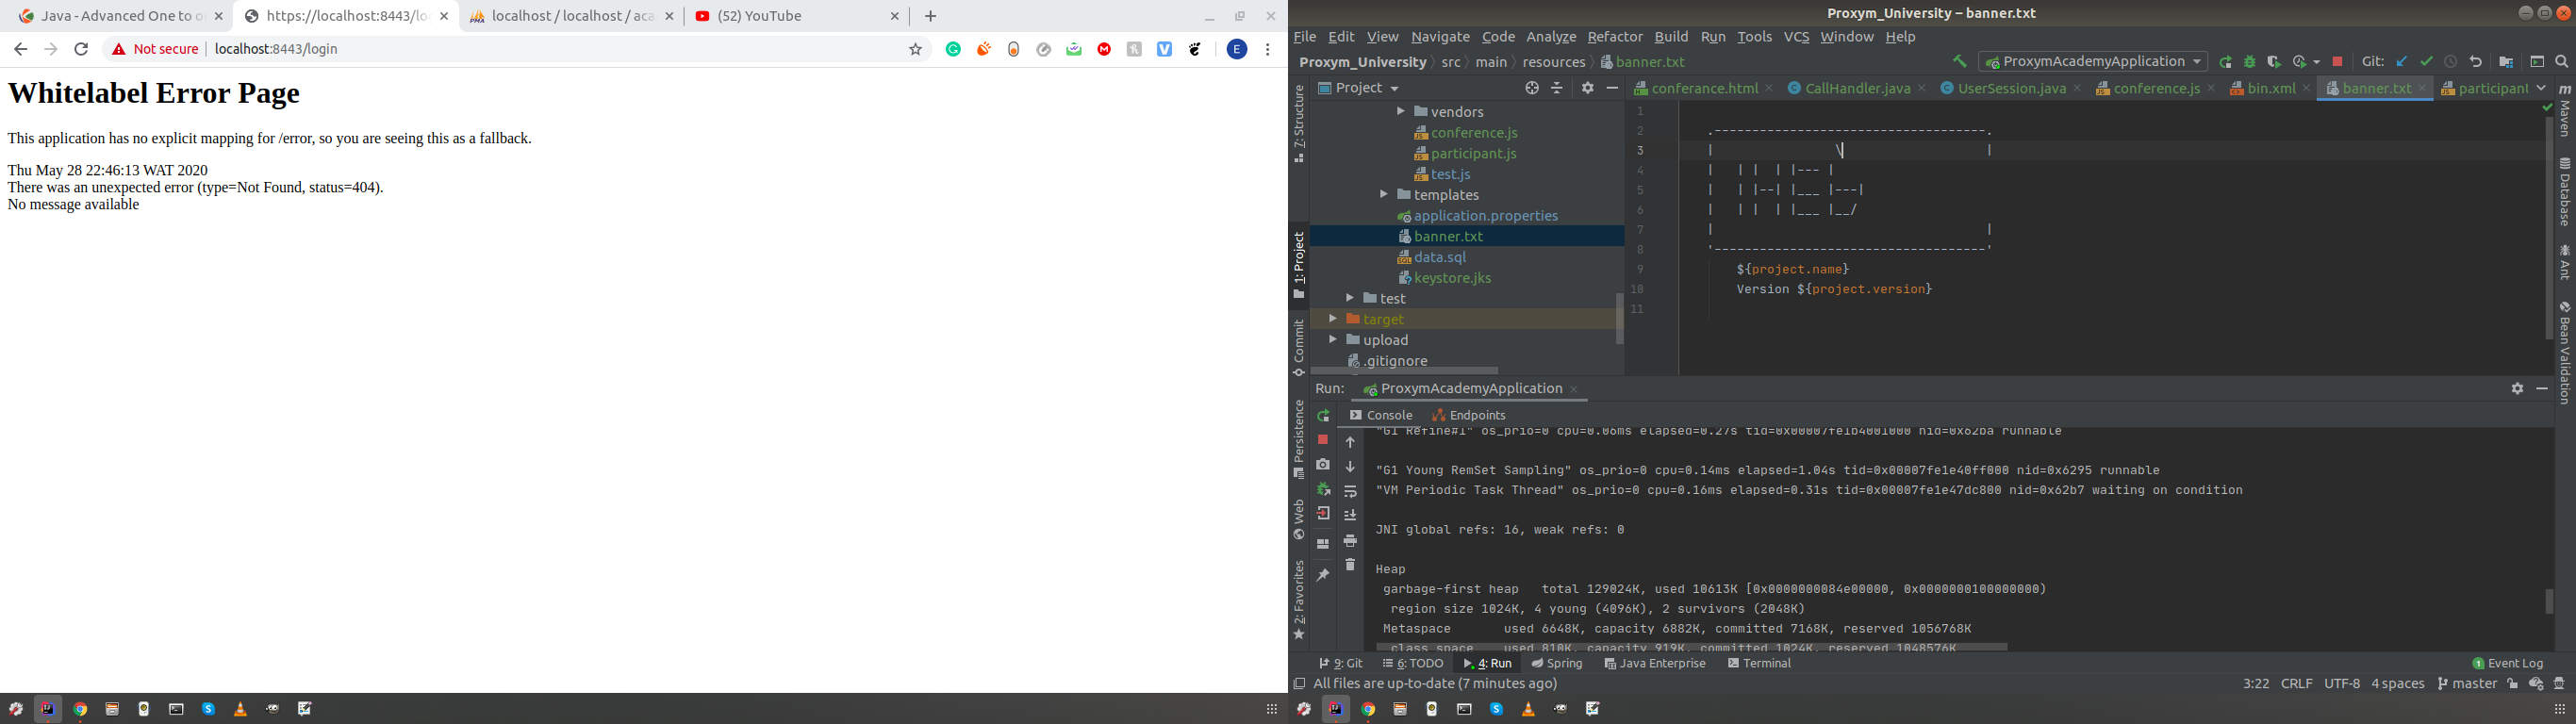 Java - Advanced One to o
https://localhost:8443/lo
localhost / localhost / aca
(52) YouTube
Not secure
localhost:8443/login
E
Whitelabel Error Page
This application has no explicit mapping for /error, so you are seeing this as a fallback.
Thu May 28 22:46:13 WAT 2020
There was an unexpected error (type=Not Found, status=404).
No message available
Proxym_University – banner.txt
File Edit View Navigate Code Analyze Refactor Build Run Tools VCS Window Help
Proxym_University src main resources banner.txt
ProxymAcademyApplication
Git:
Project
conferance.html
CallHandler.java
UserSession.java
conference.js
bin.xml
banner.txt
participant
vendors
conference.js
participant.js
test.js
templates
application.properties
banner.txt
data.sql
keystore.jks
test
target
upload
.gitignore
1
2 .------------------------------------.
3 | \ |
4 | | | | |--- |
5 | | |--| |___ |---|
6 | | | | |___ |__/
7 | |
8 '------------------------------------'
9 ${project.name}
10 Version ${project.version}
11
7: Structure
1: Project
Commit
Persistence
Web
2: Favorites
Maven
Database
Ant
Bean Validation
Run: ProxymAcademyApplication
Console Endpoints
"G1 Refine#1" os_prio=0 cpu=0.06ms elapsed=0.27s tid=0x00007fe1b4001000 nid=0x62ba runnable
"G1 Young RemSet Sampling" os_prio=0 cpu=0.14ms elapsed=1.04s tid=0x00007fe1e40ff000 nid=0x6295 runnable
"VM Periodic Task Thread" os_prio=0 cpu=0.16ms elapsed=0.31s tid=0x00007fe1e47dc800 nid=0x62b7 waiting on condition
JNI global refs: 16, weak refs: 0
Heap
garbage-first heap total 129024K, used 10613K [0x0000000084e00000, 0x0000000100000000)
region size 1024K, 4 young (4096K), 2 survivors (2048K)
Metaspace used 6648K, capacity 6882K, committed 7168K, reserved 1056768K
class space used 810K, capacity 919K, committed 1024K, reserved 1048576K
9: Git 6: TODO 4: Run Spring Java Enterprise Terminal
1 Event Log
All files are up-to-date (7 minutes ago)
3:22 CRLF UTF-8 4 spaces master